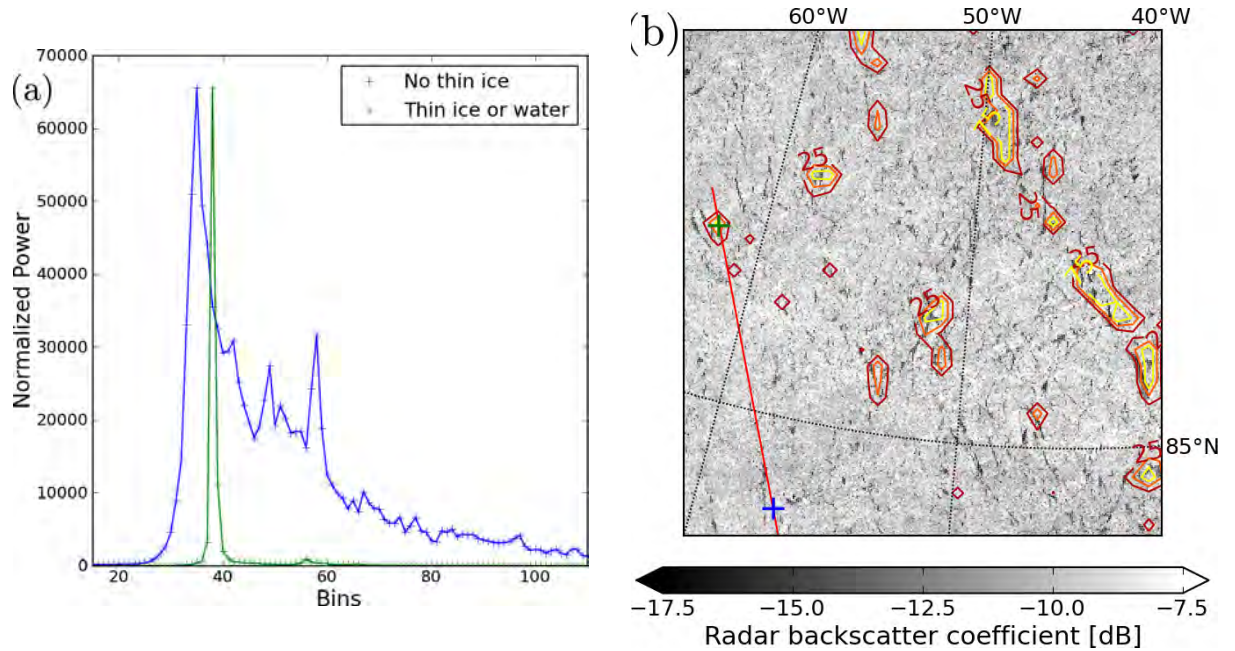 (a)
70000
60000
50000
40000
30000
20000
10000
0
Normalized Power
20
40
60
80
100
Bins
No thin ice
Thin ice or water
(b)
60°W
50°W
40°W
85°N
25
25
25
25
25
25
25
−17.5
−15.0
−12.5
−10.0
−7.5
Radar backscatter coefficient [dB]